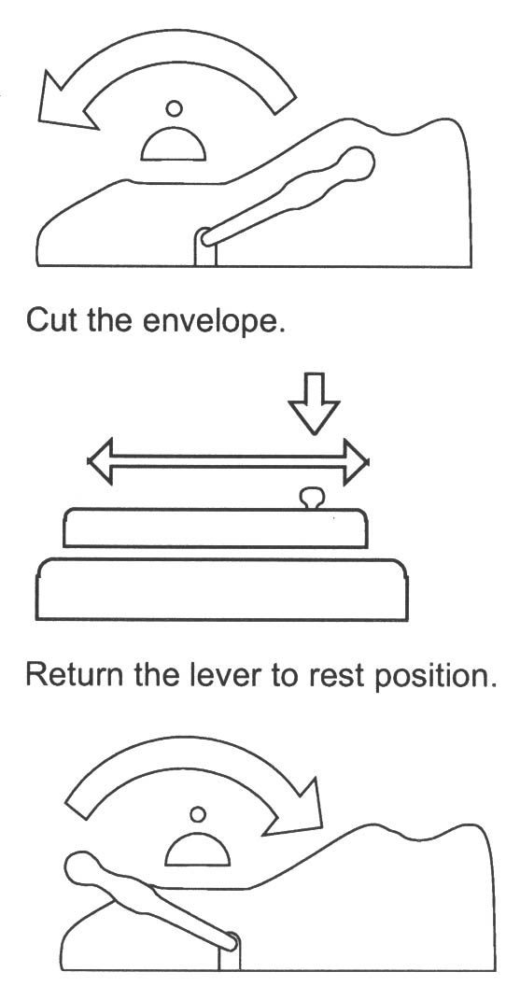 Cut the envelope.
Return the lever to rest position.